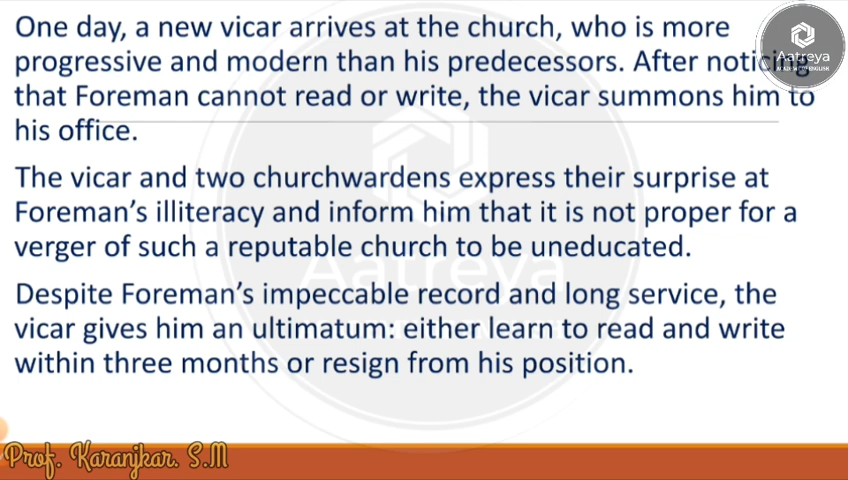 One day, a new vicar arrives at the church, who is more
progressive and modern than his predecessors. After noticing
that Foreman cannot read or write, the vicar summons him to
his office.
The vicar and two churchwardens express their surprise at
Foreman's illiteracy and inform him that it is not proper for a
verger of such a reputable church to be uneducated.
Despite Foreman's impeccable record and long service, the
vicar gives him an ultimatum: either learn to read and write
within three months or resign from his position.
Aatreya
Aatreya
Prof. Karanjkar. S.M